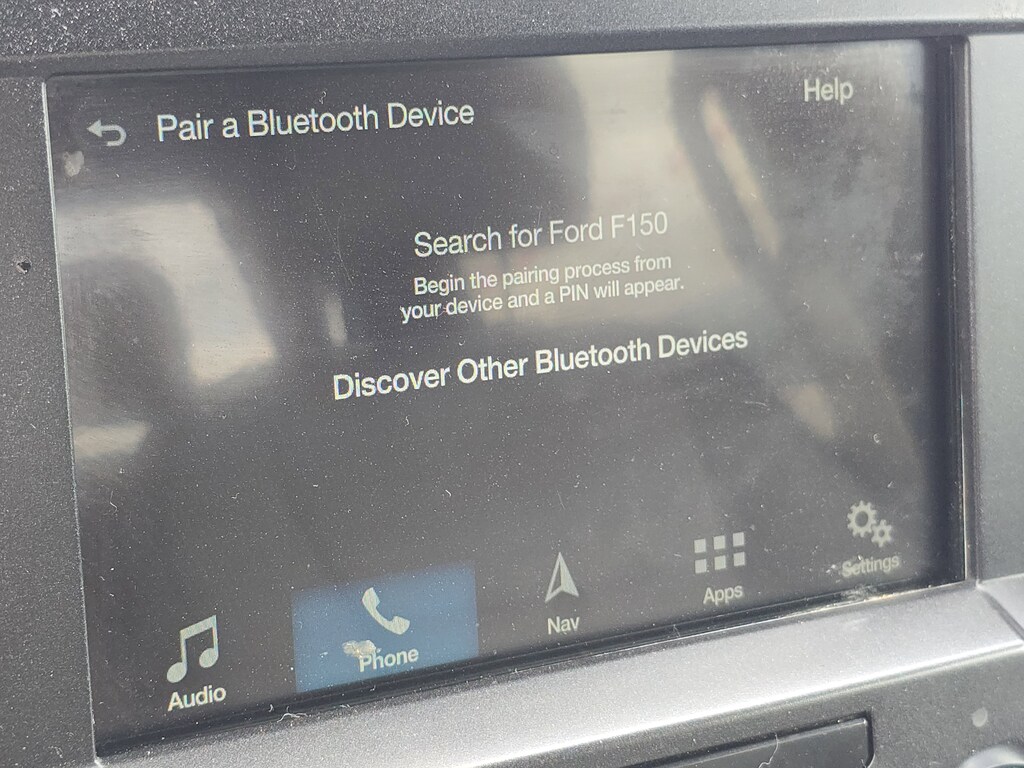 Pair a Bluetooth Device
Help
Search for Ford F150
Begin the pairing process from
your device and a PIN will appear.
Discover Other Bluetooth Devices
Audio
Phone
Nav
Apps
Settings